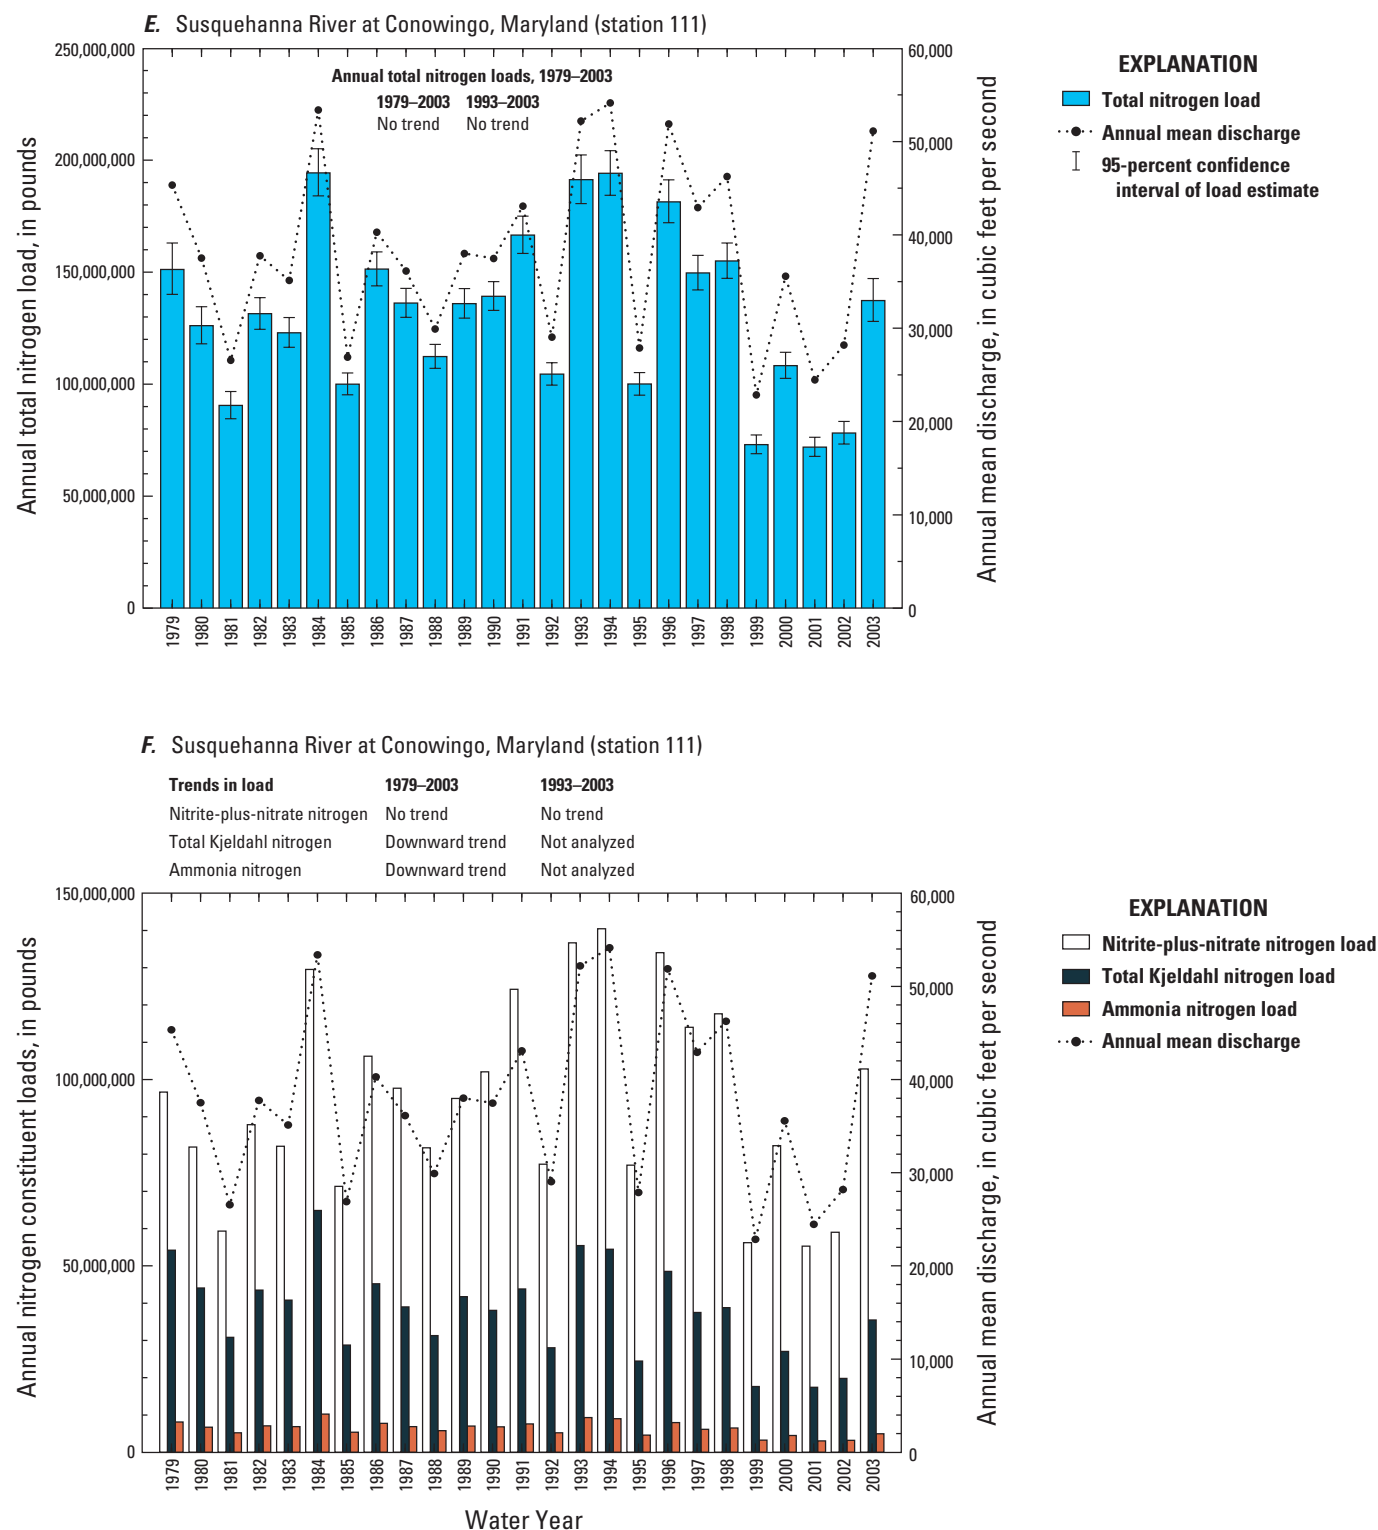 E. Susquehanna River at Conowingo, Maryland (station 111)
Annual total nitrogen loads, 1979–2003
1979–2003 1993–2003
No trend No trend
Annual total nitrogen load, in pounds
250,000,000
200,000,000
150,000,000
100,000,000
50,000,000
0
60,000
50,000
40,000
30,000
20,000
10,000
0
Annual mean discharge, in cubic feet per second
1979 1980 1981 1982 1983 1984 1985 1986 1987 1988 1989 1990 1991 1992 1993 1994 1995 1996 1997 1998 1999 2000 2001 2002 2003
EXPLANATION
Total nitrogen load
Annual mean discharge
95-percent confidence
interval of load estimate
F. Susquehanna River at Conowingo, Maryland (station 111)
Trends in load 1979–2003 1993–2003
Nitrite-plus-nitrate nitrogen No trend No trend
Total Kjeldahl nitrogen Downward trend Not analyzed
Ammonia nitrogen Downward trend Not analyzed
Annual nitrogen constituent loads, in pounds
150,000,000
100,000,000
50,000,000
0
60,000
50,000
40,000
30,000
20,000
10,000
0
Annual mean discharge, in cubic feet per second
1979 1980 1981 1982 1983 1984 1985 1986 1987 1988 1989 1990 1991 1992 1993 1994 1995 1996 1997 1998 1999 2000 2001 2002 2003
Water Year
EXPLANATION
Nitrite-plus-nitrate nitrogen load
Total Kjeldahl nitrogen load
Ammonia nitrogen load
Annual mean discharge